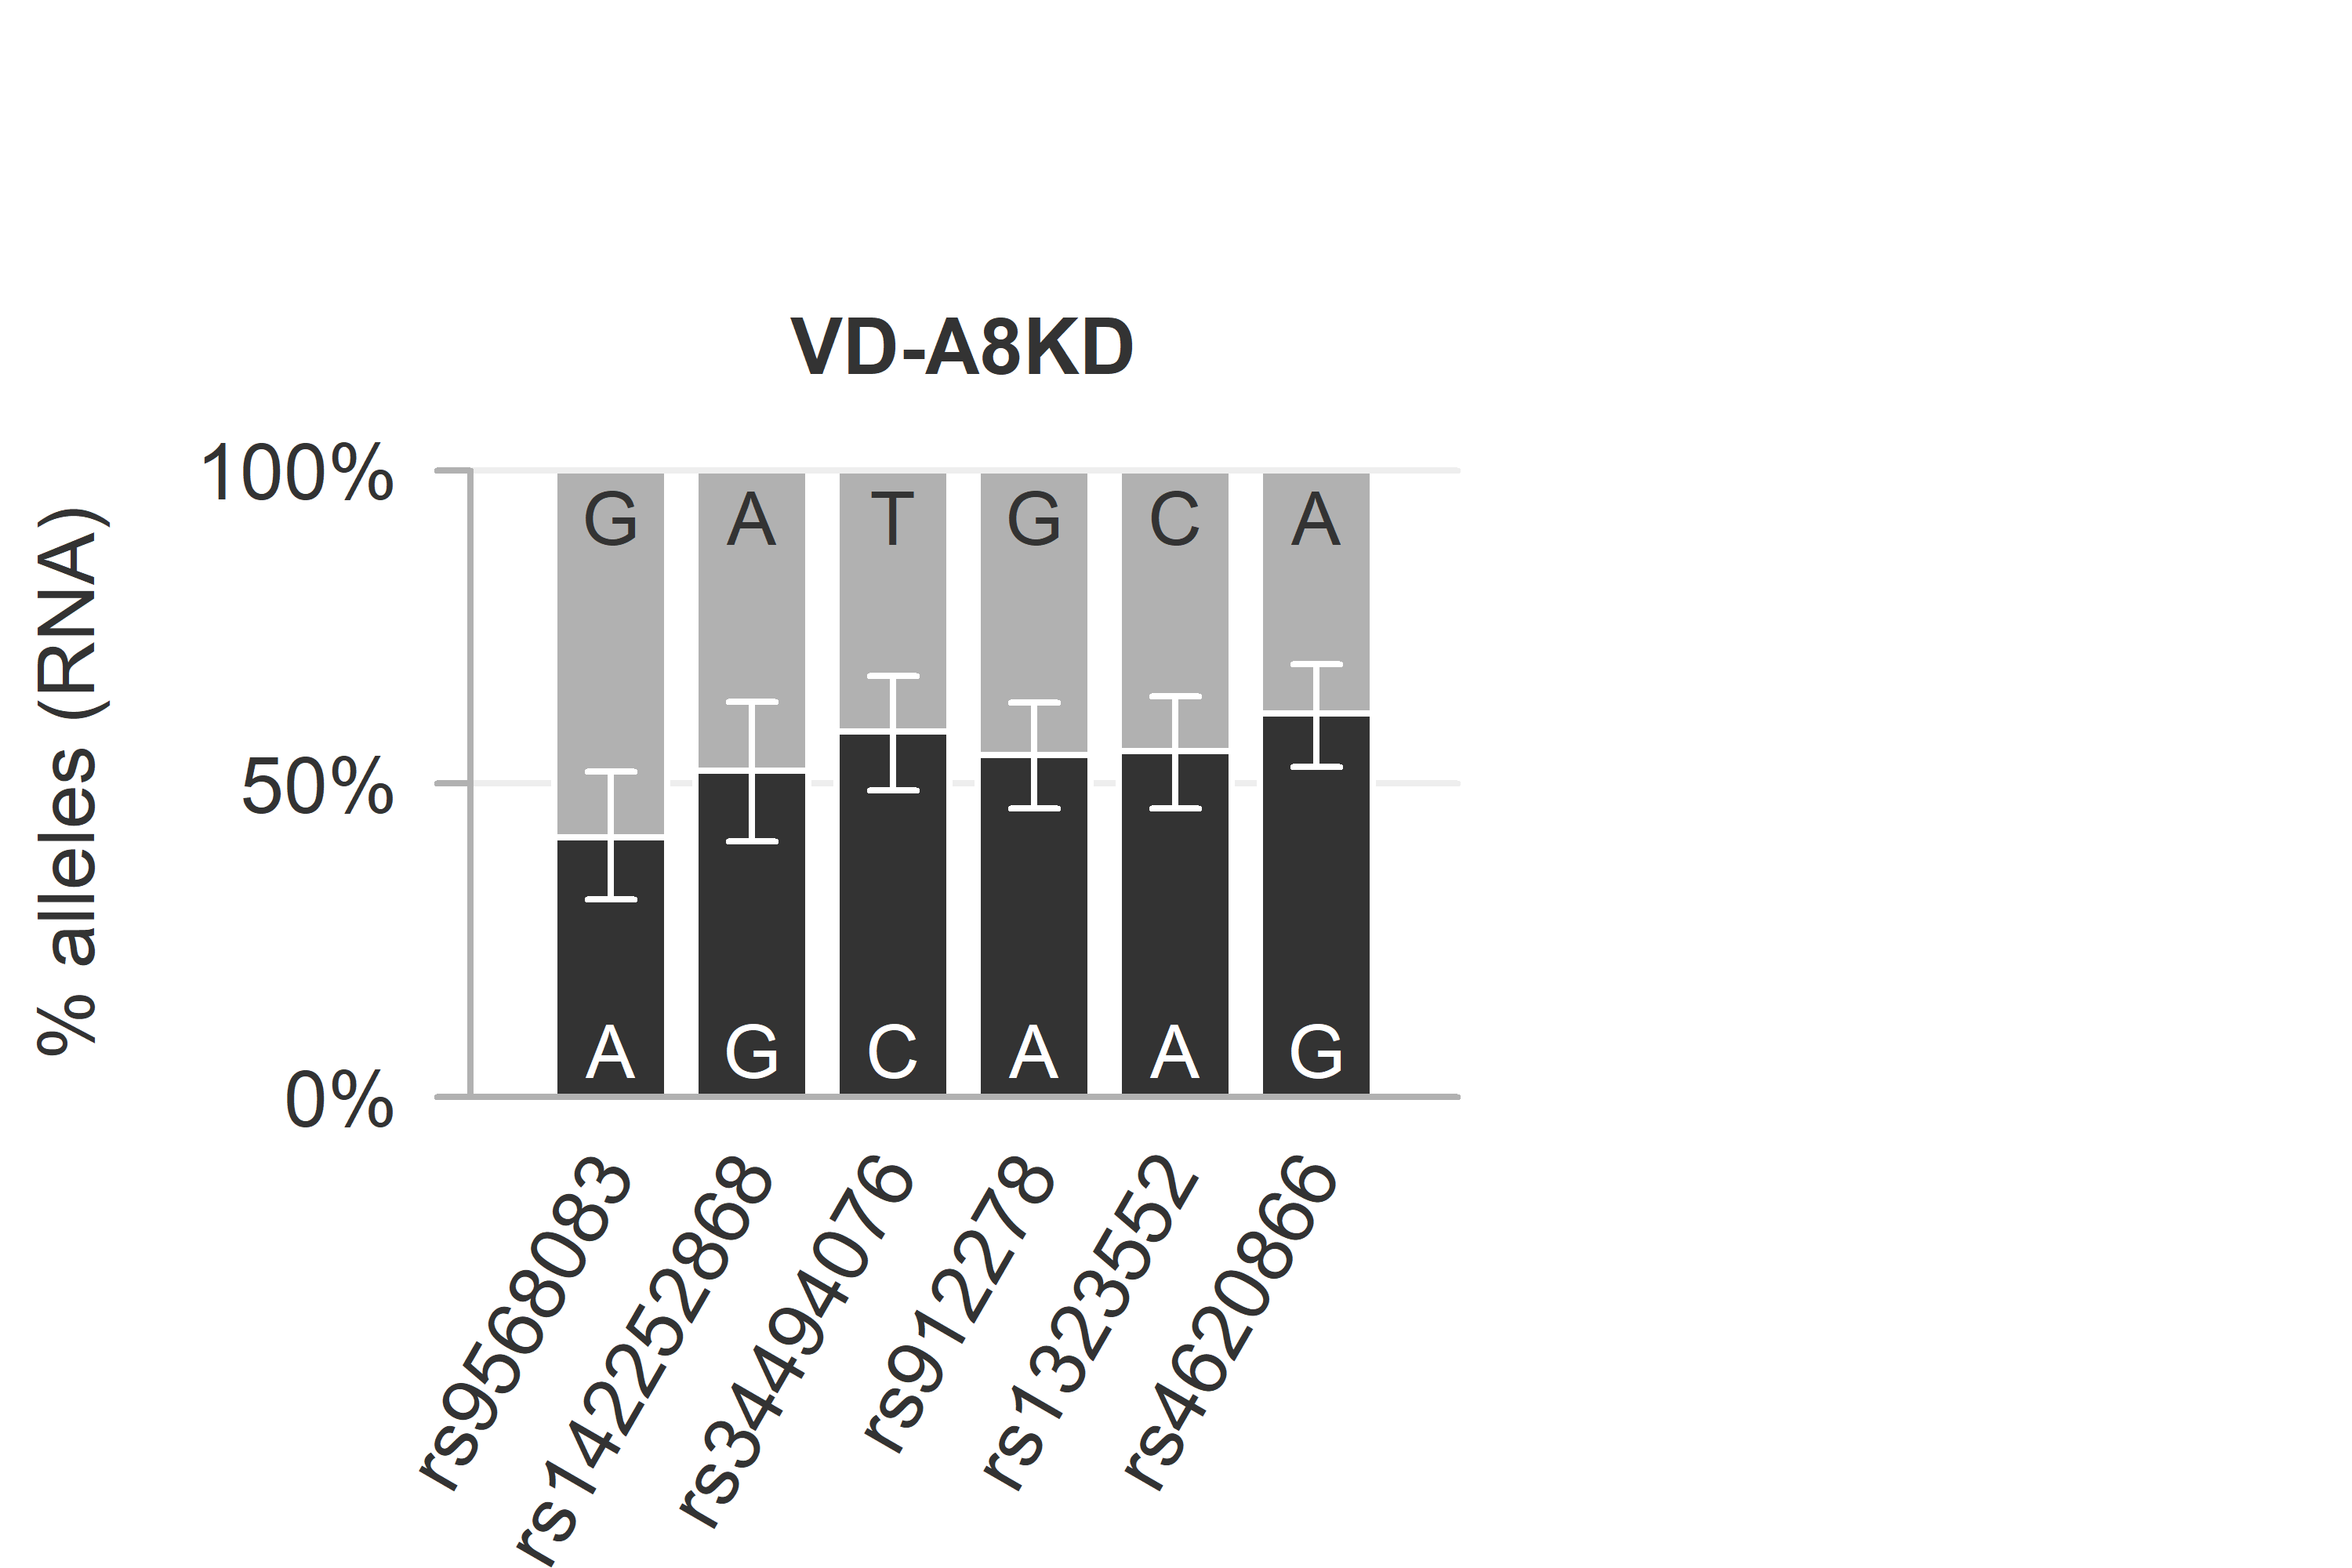 VD-A8KD
% alleles (RNA)
100%
50%
0%
G A T G C A
A G C A A G
rs9568083
rs142252868
rs34494076
rs912278
rs1323552
rs4620866